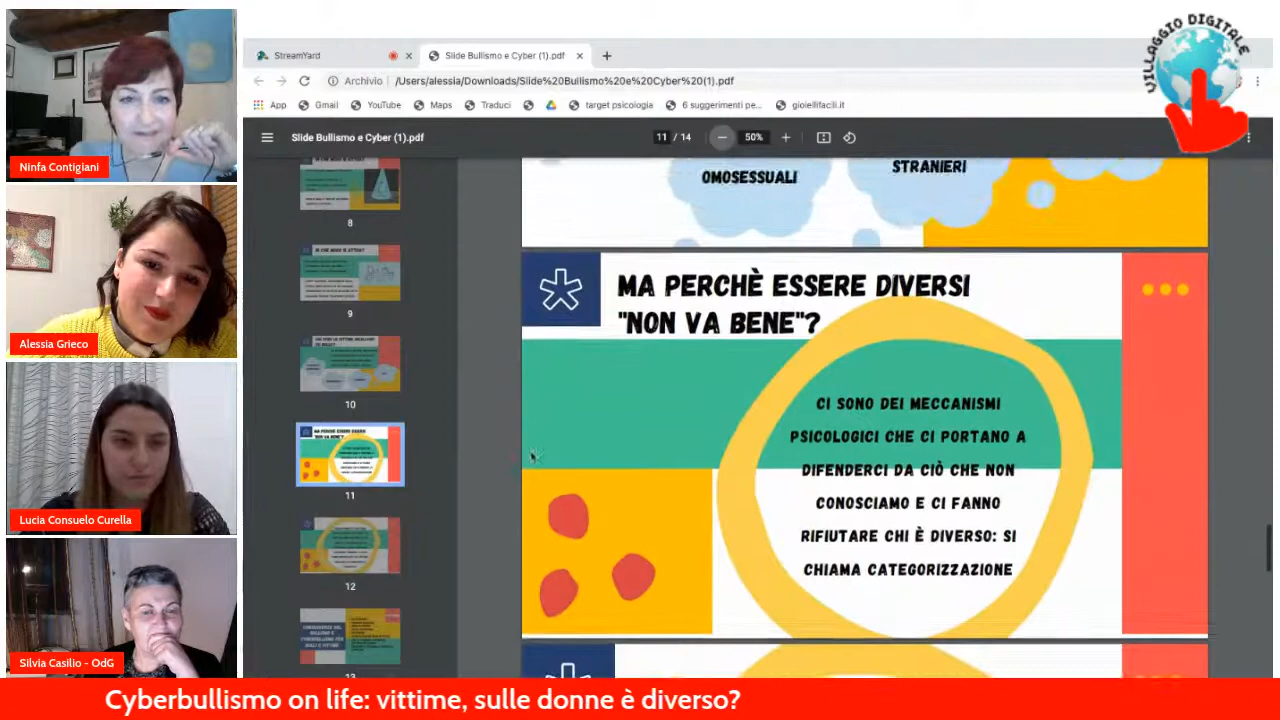 Ninfa Contigiani
Alessia Grieco
Lucia Consuelo Curella
Silvia Casilio - OdG
StreamYard
Slide Bullismo e Cyber (1).pdf
Archivio
/Users/alessia/Downloads/Slide%20Bullismo%20e%20Cyber%20(1).pdf
App
Gmail
YouTube
Maps
Traduci
target psicologia
6 suggerimenti pe...
gioiellifacili.it
VILLAGGIO DIGITALE
Slide Bullismo e Cyber (1).pdf
11 / 14
50%
8
9
10
11
12
13
OMOSESSUALI
STRANIERI
MA PERCHÈ ESSERE DIVERSI
"NON VA BENE"?
CI SONO DEI MECCANISMI
PSICOLOGICI CHE CI PORTANO A
DIFENDERCI DA CIÒ CHE NON
CONOSCIAMO E CI FANNO
RIFIUTARE CHI È DIVERSO: SI
CHIAMA CATEGORIZZAZIONE
Cyberbullismo on life: vittime, sulle donne è diverso?